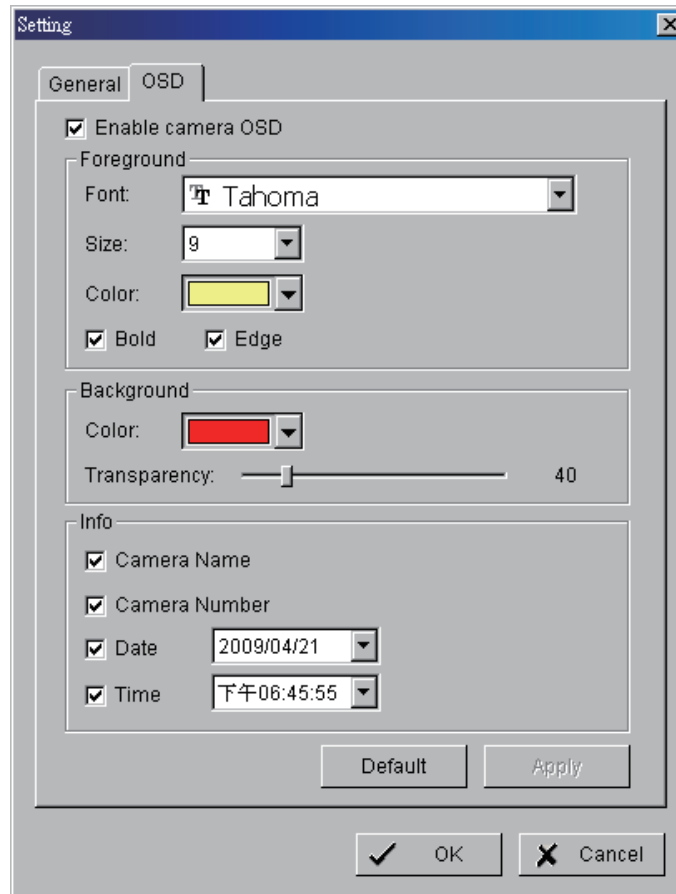 Setting
General OSD
Enable camera OSD
Foreground
Font: Tahoma
Size: 9
Color:
Bold Edge
Background
Color:
Transparency: 40
Info
Camera Name
Camera Number
Date 2009/04/21
Time 下午06:45:55
Default Apply
OK Cancel